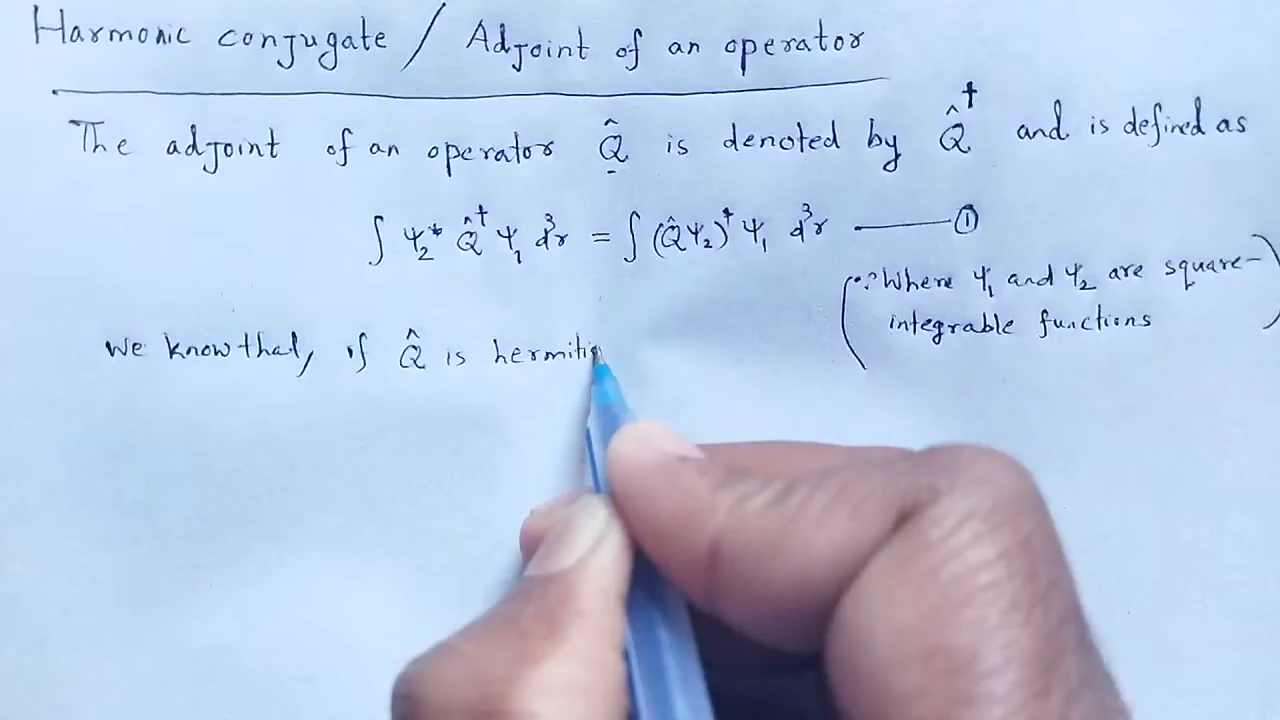 Harmonic conjugate / Adjoint of an operator
The adjoint of an operator Q̂ is denoted by Q̂† and is defined as
∫ Ψ₂* Q̂† Ψ₁ d³r = ∫ (Q̂Ψ₂)† Ψ₁ d³r ——— ①
(∵ Where Ψ₁ and Ψ₂ are square-
integrable functions)
We know that, if Q̂ is hermitia